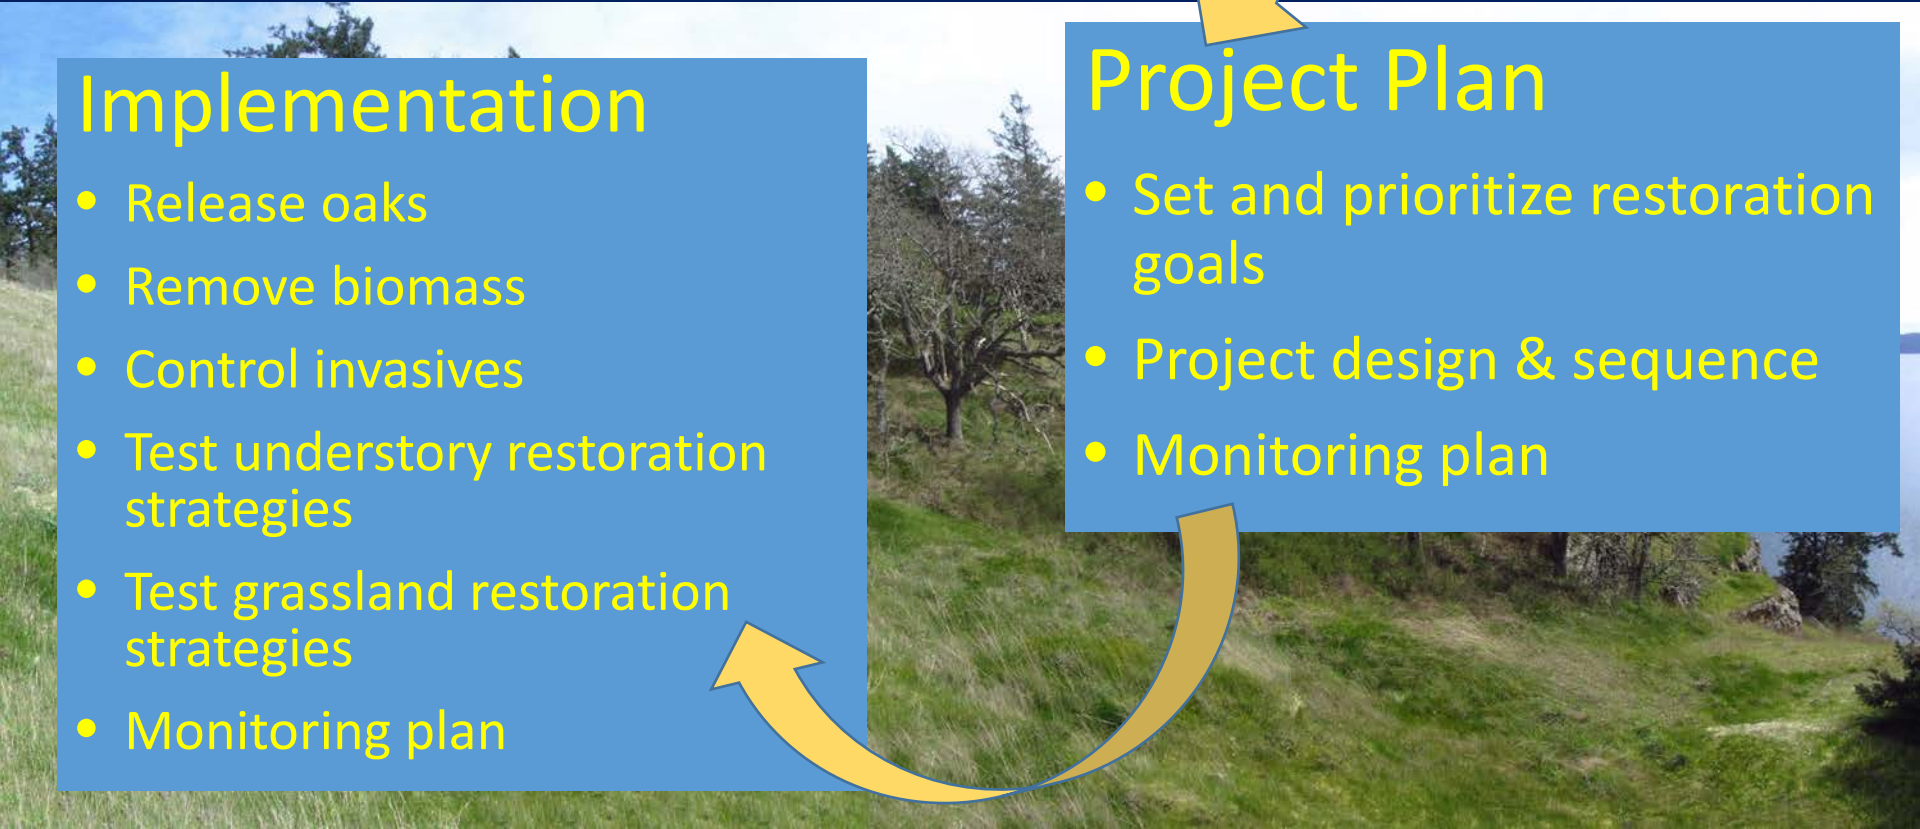 Implementation
• Release oaks
• Remove biomass
• Control invasives
• Test understory restoration
strategies
• Test grassland restoration
strategies
• Monitoring plan
Project Plan
• Set and prioritize restoration
goals
• Project design & sequence
• Monitoring plan